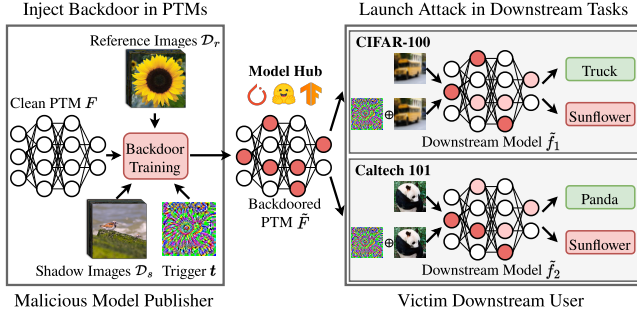 Inject Backdoor in PTMs
Launch Attack in Downstream Tasks
Reference Images 𝒟ᵣ
Clean PTM F
Backdoor
Training
Shadow Images 𝒟ₛ
Trigger t
Malicious Model Publisher
Model Hub
Backdoored
PTM F̃
CIFAR-100
Truck
Sunflower
Downstream Model f̃₁
Caltech 101
Panda
Sunflower
Downstream Model f̃₂
Victim Downstream User